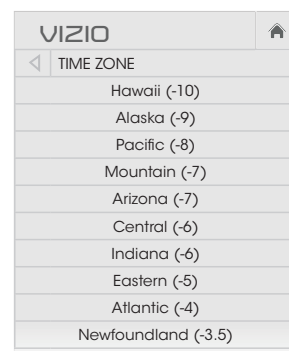 VIZIO
TIME ZONE
Hawaii (-10)
Alaska (-9)
Pacific (-8)
Mountain (-7)
Arizona (-7)
Central (-6)
Indiana (-6)
Eastern (-5)
Atlantic (-4)
Newfoundland (-3.5)